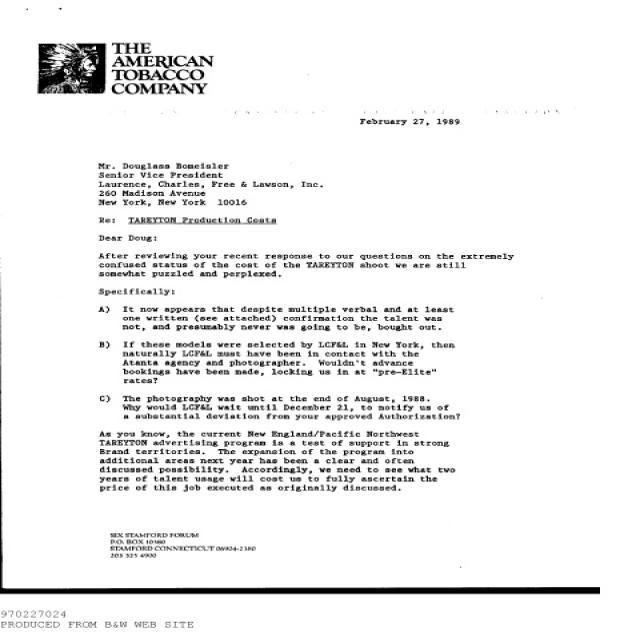 THE
AMERICAN
TOBACCO
COMPANY
February 27, 1989
Mr. Douglass Bomeisler
Senior Vice President
Laurence, Charles, Free & Lawson, Inc.
260 Madison Avenue
New York, New York 10016
Re: TAREYTON Production Costs
Dear Doug:
After reviewing your recent response to our questions on the extremely
confused status of the cost of the TAREYTON shoot we are still
somewhat puzzled and perplexed.
Specifically:
A) It now appears that despite multiple verbal and at least
one written (see attached) confirmation the talent was
not, and presumably never was going to be, bought out.
B) If these models were selected by LCF&L in New York, then
naturally LCF&L must have been in contact with the
Atanta agency and photographer. Wouldn't advance
bookings have been made, locking us in at "pre-Elite"
rates?
C) The photography was shot at the end of August, 1988.
Why would LCF&L wait until December 21, to notify us of
a substantial deviation from your approved Authorization?
As you know, the current New England/Pacific Northwest
TAREYTON advertising program is a test of support in strong
Brand territories. The expansion of the program into
additional areas next year has been a clear and often
discussed possibility. Accordingly, we need to see what two
years of talent usage will cost us to fully ascertain the
price of this job executed as originally discussed.
SIX STAMFORD FORUM
P.O. BOX 10380
STAMFORD CONNECTICUT 06904-2380
203 325 4900
970227024
PRODUCED FROM B&W WEB SITE